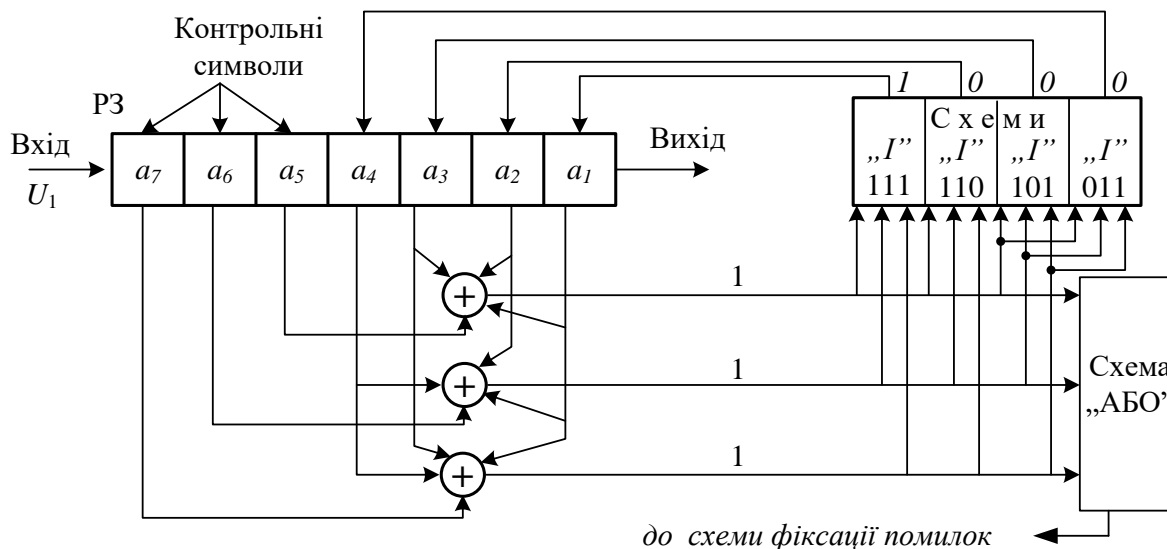 Контрольні
символи
1 0 0 0
РЗ
Вхід
U1
a7 a6 a5 a4 a3 a2 a1
Вихід
Схеми
„І” „І” „І” „І”
111 110 101 011
+
1
+
1
+
1
Схема
„АБО”
до схеми фіксації помилок